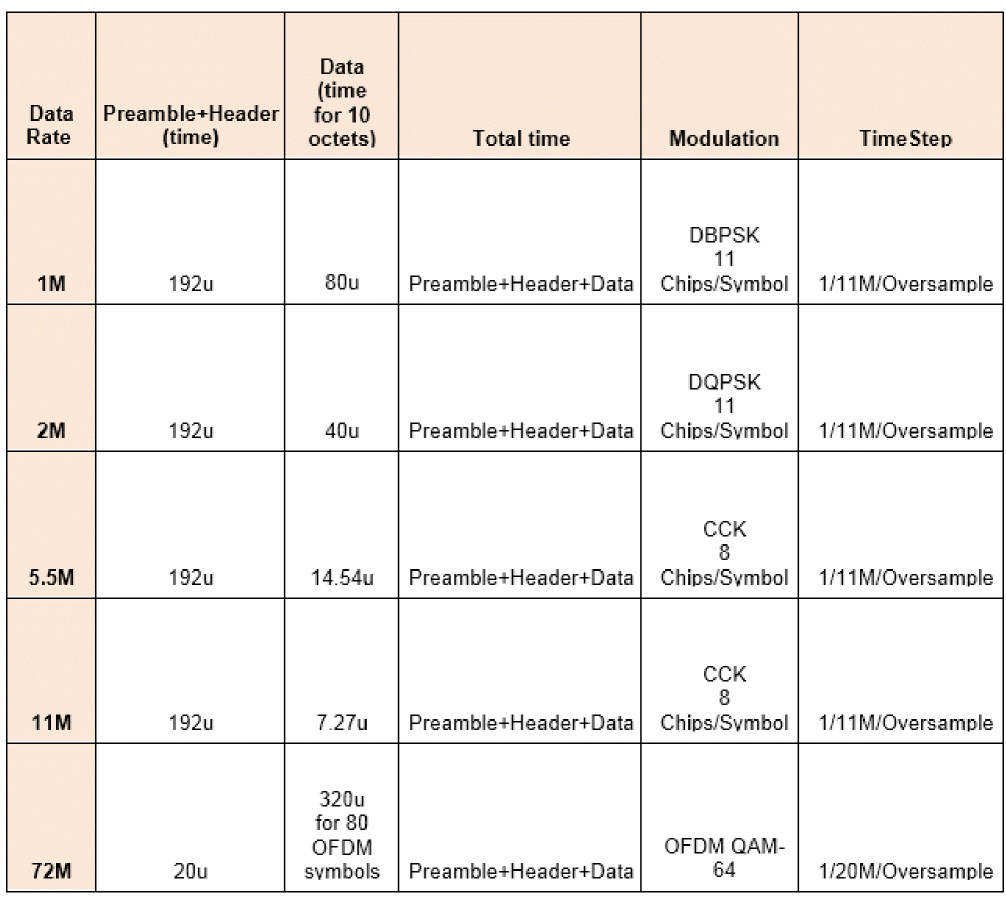 Data Rate
Preamble+Header (time)
Data (time for 10 octets)
Total time
Modulation
TimeStep
1M
192u
80u
Preamble+Header+Data
DBPSK 11 Chips/Symbol
1/11M/Oversample
2M
192u
40u
Preamble+Header+Data
DQPSK 11 Chips/Symbol
1/11M/Oversample
5.5M
192u
14.54u
Preamble+Header+Data
CCK 8 Chips/Symbol
1/11M/Oversample
11M
192u
7.27u
Preamble+Header+Data
CCK 8 Chips/Symbol
1/11M/Oversample
72M
20u
320u for 80 OFDM symbols
Preamble+Header+Data
OFDM QAM-64
1/20M/Oversample